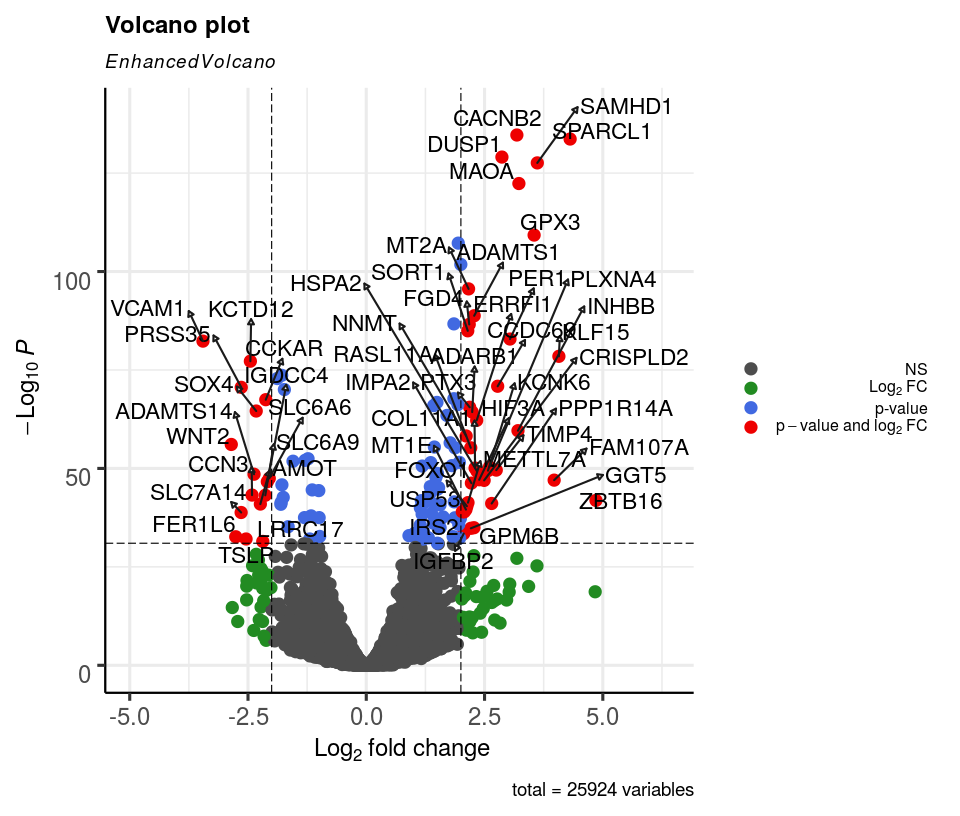 Volcano plot
EnhancedVolcano
SAMHD1
CACNB2
SPARCL1
DUSP1
MAOA
GPX3
MT2A
ADAMTS1
SORT1
PER1
PLXNA4
HSPA2
FGD4
ERRFI1
INHBB
VCAM1
KCTD12
NNMT
CCDC69
KLF15
PRSS35
CCKAR
RASL11A
ADARB1
CRISPLD2
SOX4
IGDCC4
IMPA2
PTX3
KCNK6
ADAMTS14
SLC6A6
COL11A1
HIF3A
PPP1R14A
WNT2
SLC6A9
MT1E
TIMP4
FAM107A
CCN3
AMOT
FOXO1
METTL7A
GGT5
SLC7A14
USP53
ZBTB16
FER1L6
LRRC17
IRS2
GPM6B
TSLP
IGFBP2
100
50
0
-5.0 -2.5 0.0 2.5 5.0
−Log10 P
Log2 fold change
NS
Log2 FC
p-value
p − value and log2 FC
total = 25924 variables